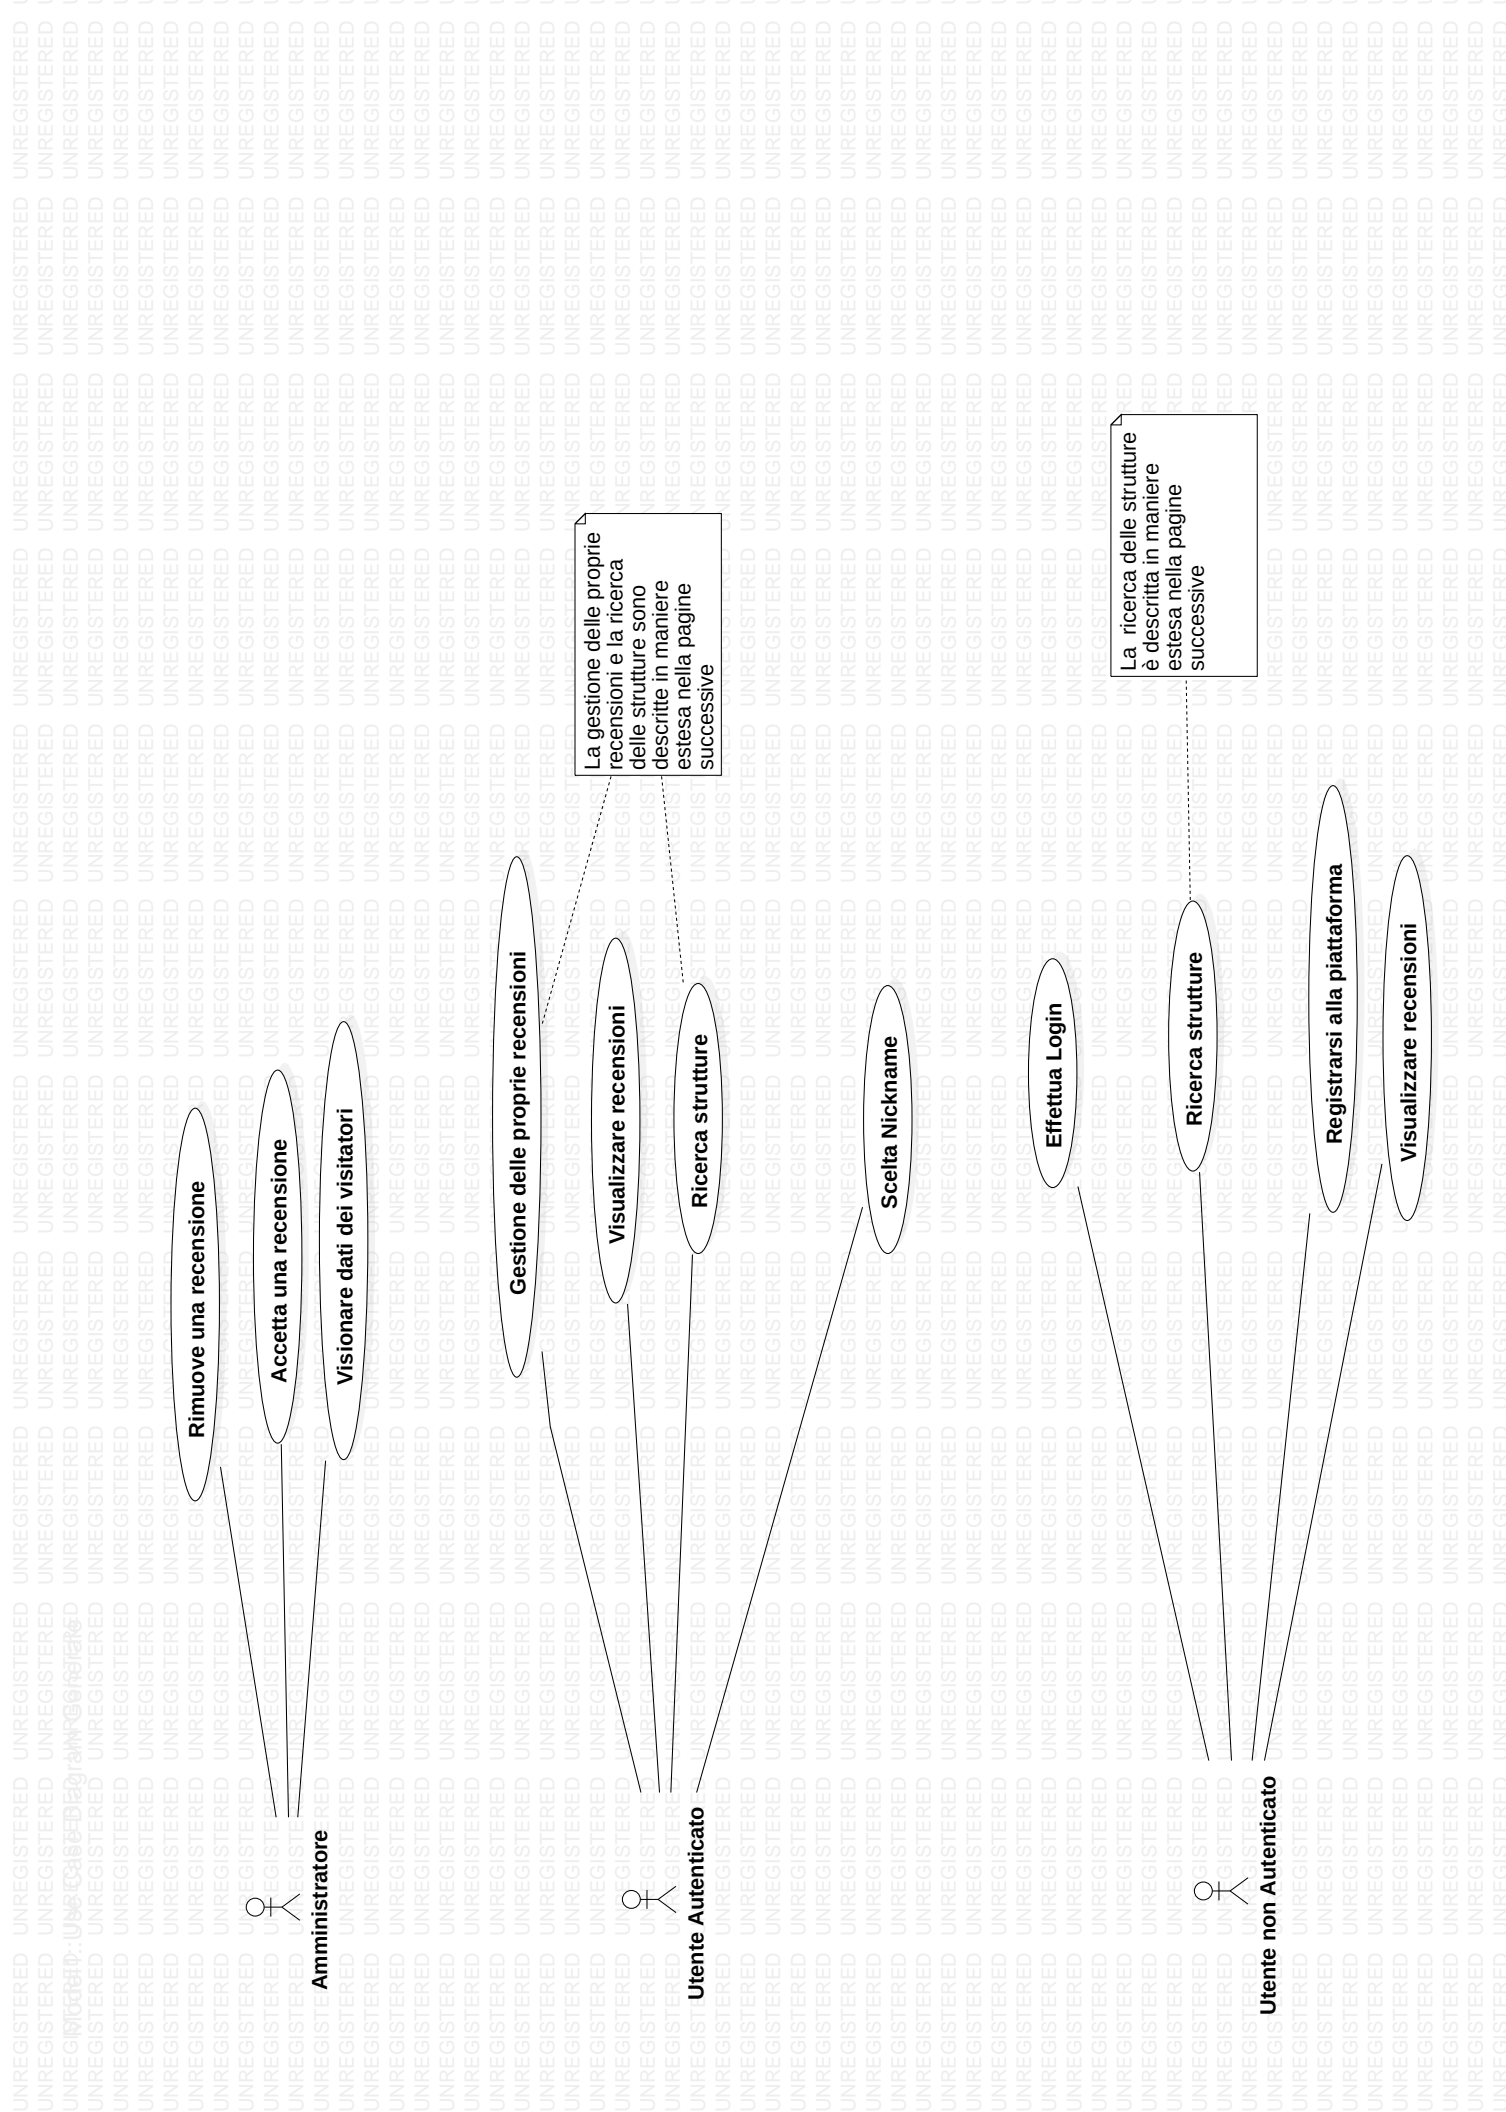 Rimuove una recensione
Accetta una recensione
Visionare dati dei visitatori
Amministratore
Gestione delle proprie recensioni
Visualizzare recensioni
Ricerca strutture
Scelta Nickname
Utente Autenticato
La gestione delle proprie
recensioni e la ricerca
delle strutture sono
descritte in maniere
estesa nella pagine
successive
Effettua Login
Ricerca strutture
Registrarsi alla piattaforma
Visualizzare recensioni
Utente non Autenticato
La  ricerca delle strutture
è descritta in maniere
estesa nella pagine
successive
UNREGISTERED